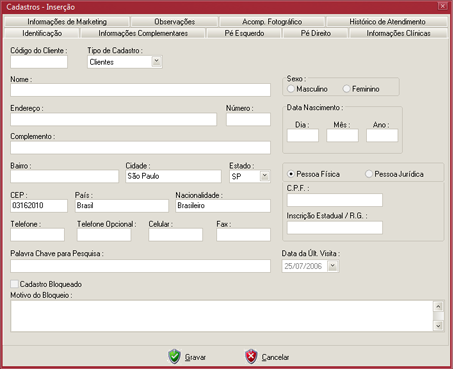 Cadastros - Inserção
Informações de Marketing Observações Acomp. Fotográfico Histórico de Atendimento
Identificação Informações Complementares Pé Esquerdo Pé Direito Informações Clínicas
Código do Cliente : Tipo de Cadastro :
Clientes
Nome : Sexo :
Masculino Feminino
Endereço : Número : Data Nascimento :
Dia : Mês : Ano :
Complemento :
Bairro : Cidade : Estado :
São Paulo SP Pessoa Física Pessoa Jurídica
CEP : País : Nacionalidade : C.P.F. :
03162010 Brasil Brasileiro
Inscrição Estadual / R.G. :
Telefone : Telefone Opcional : Celular : Fax :
Palavra Chave para Pesquisa : Data da Últ. Visita :
25/07/2006
Cadastro Bloqueado
Motivo do Bloqueio :
Gravar Cancelar